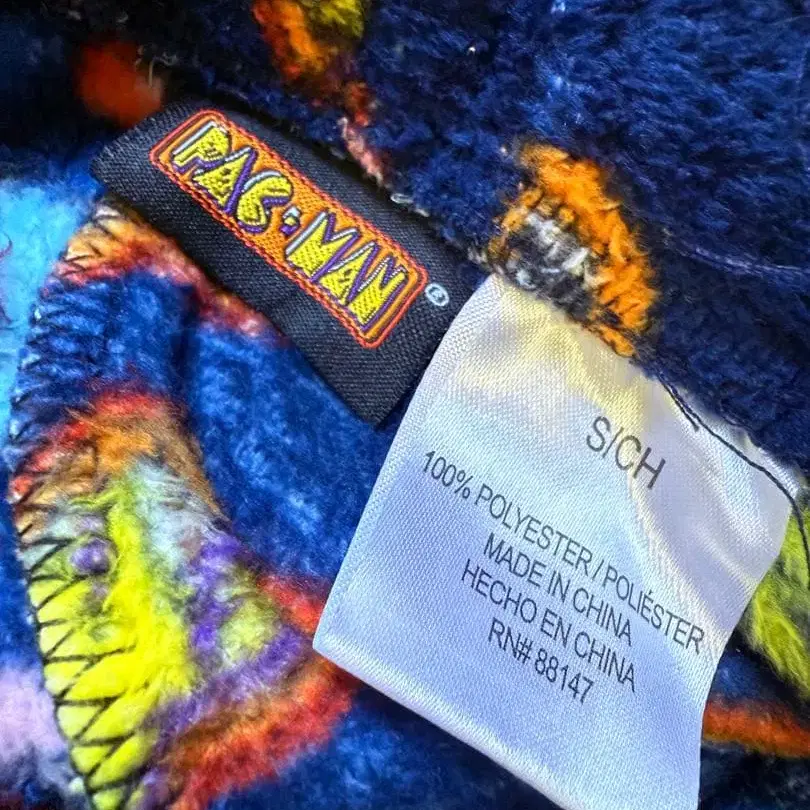 PAC-MAN®
S/CH
100% POLYESTER / POLIÉSTER
MADE IN CHINA
HECHO EN CHINA
RN# 88147